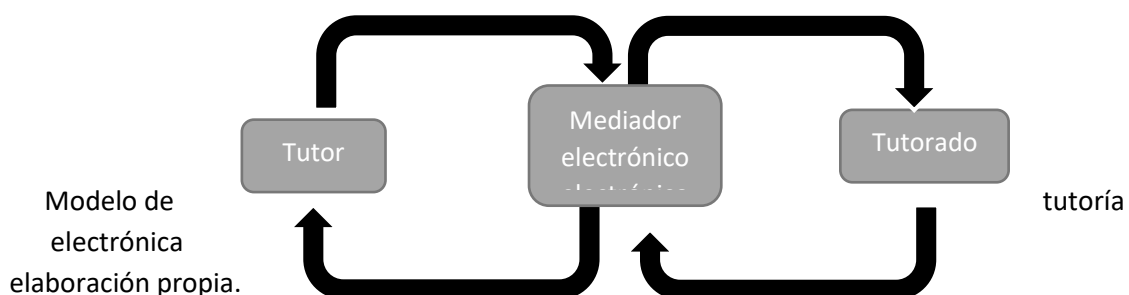 Mediador
Tutor
electrónico
Tutorado
Modelo de tutoría
electrónica
elaboración propia.